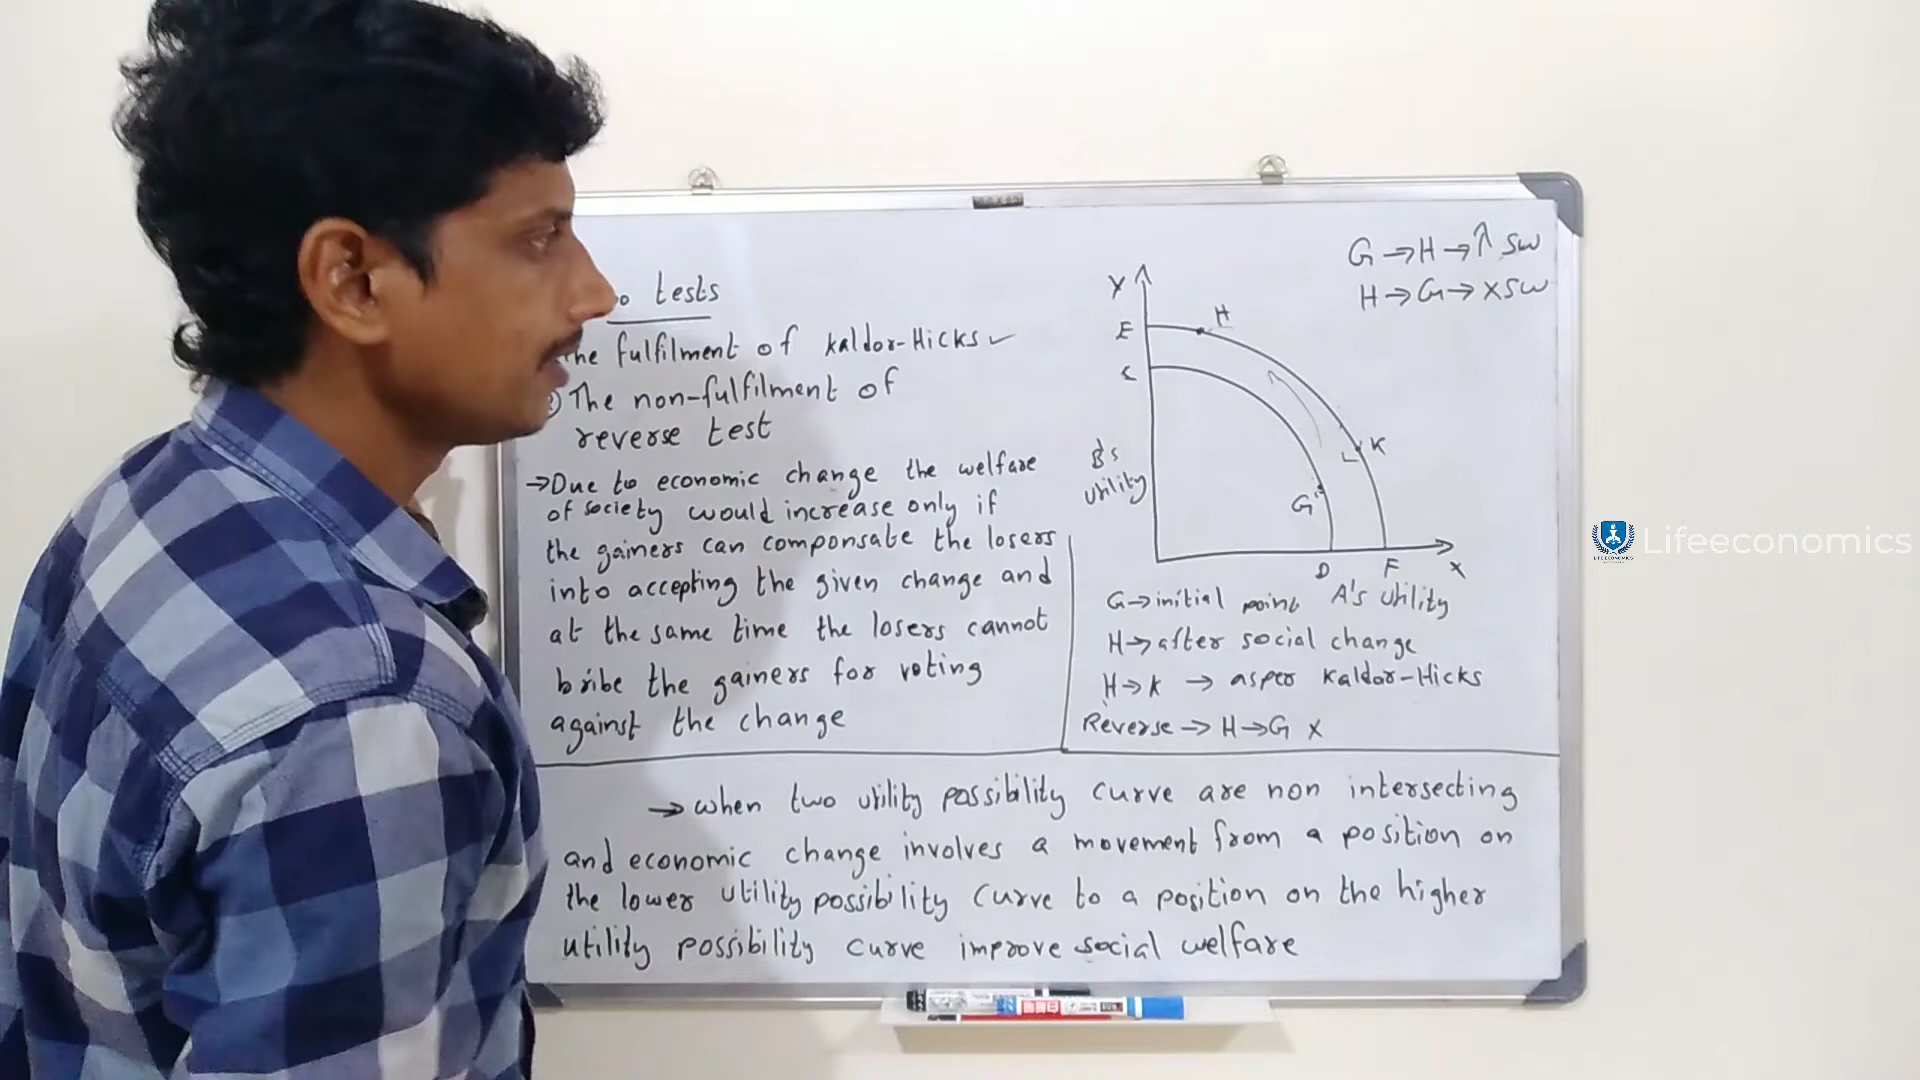 tests
The fulfilment of kaldor-Hicks ✓
② The non-fulfilment of
reverse test
→Due to economic change the welfare
of society would increase only if
the gainers can componsate the losers
into accepting the given change and
at the same time the losers cannot
bribe the gainers for voting
against the change
G→H→↑ SW
H→G→XSW
Y
E
H
C
K
B's
utility
G
D
F
X
A's utility
G→initial point
H→after social change
H→K → asper kaldor-Hicks
Reverse→H→G X
→when two utility possibility curve are non intersecting
and economic change involves a movement from a position on
the lower utility possibility curve to a position on the higher
utility possibility curve improve social welfare
Lifeeconomics